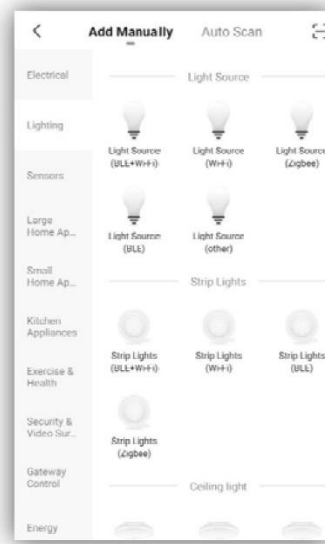 Add Manually
Auto Scan
Electrical
Lighting
Sensors
Large
Home Ap...
Small
Home Ap...
Kitchen
Appliances
Exercise &
Health
Security &
Video Sur...
Gateway
Control
Energy
Light Source
Light Source
(BLE+Wi-Fi)
Light Source
(Wi-Fi)
Light Source
(Zigbee)
Light Source
(BLE)
Light Source
(other)
Strip Lights
Strip Lights
(BLE+Wi-Fi)
Strip Lights
(Wi-Fi)
Strip Lights
(BLE)
Strip Lights
(Zigbee)
Ceiling light